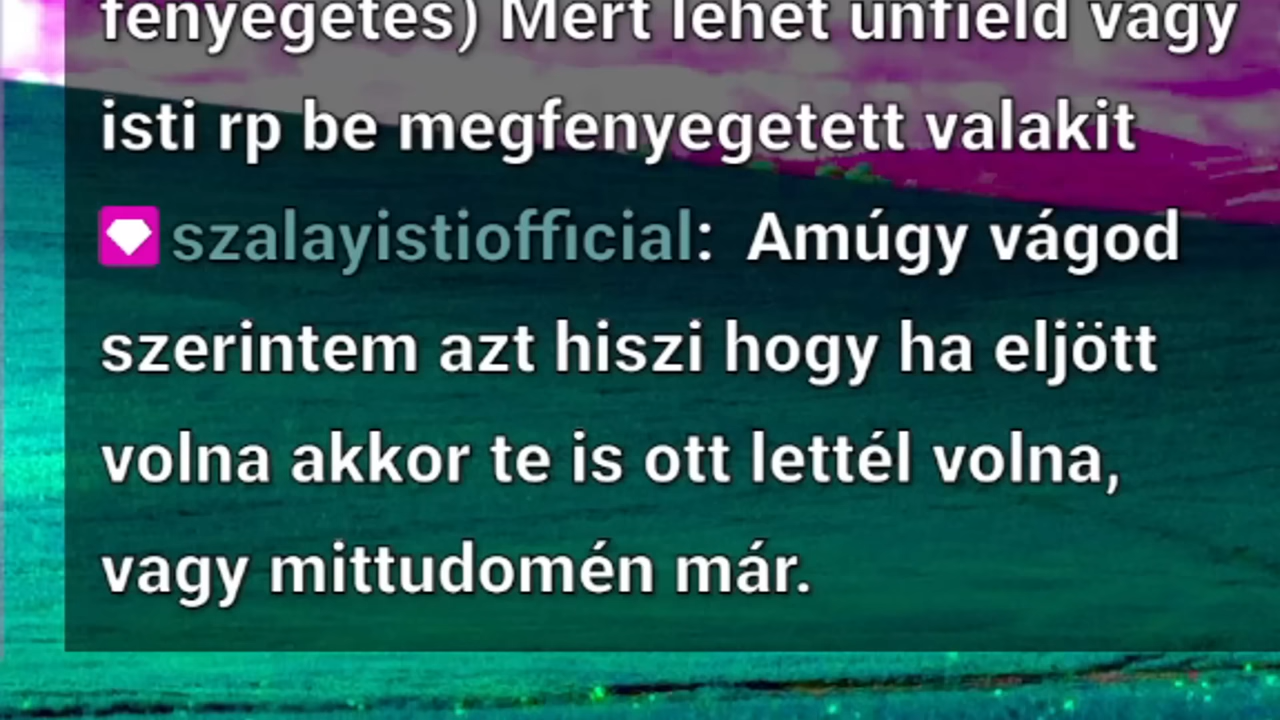 fenyegetés) Mert lehet unfield vagy
isti rp be megfenyegetett valakit
szalayistiofficial: Amúgy vágod
szerintem azt hiszi hogy ha eljött
volna akkor te is ott lettél volna,
vagy mittudomén már.